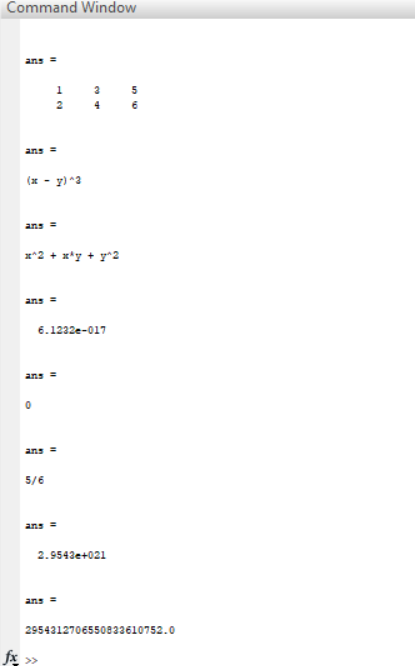 Command Window
ans =
1 3 5
2 4 6
ans =
(x - y)^3
ans =
x^2 + x*y + y^2
ans =
6.1232e-017
ans =
0
ans =
5/6
ans =
2.9543e+021
ans =
2954312706550833610752.0
fx >>